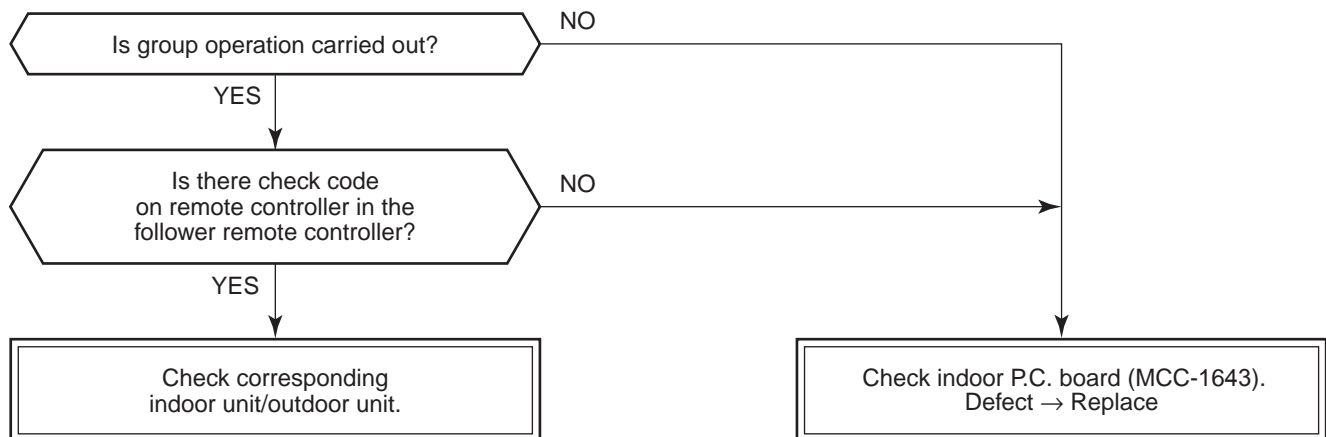 Is group operation carried out?
NO
YES
Is there check code
on remote controller in the
follower remote controller?
NO
YES
Check corresponding
indoor unit/outdoor unit.
Check indoor P.C. board (MCC-1643).
Defect → Replace